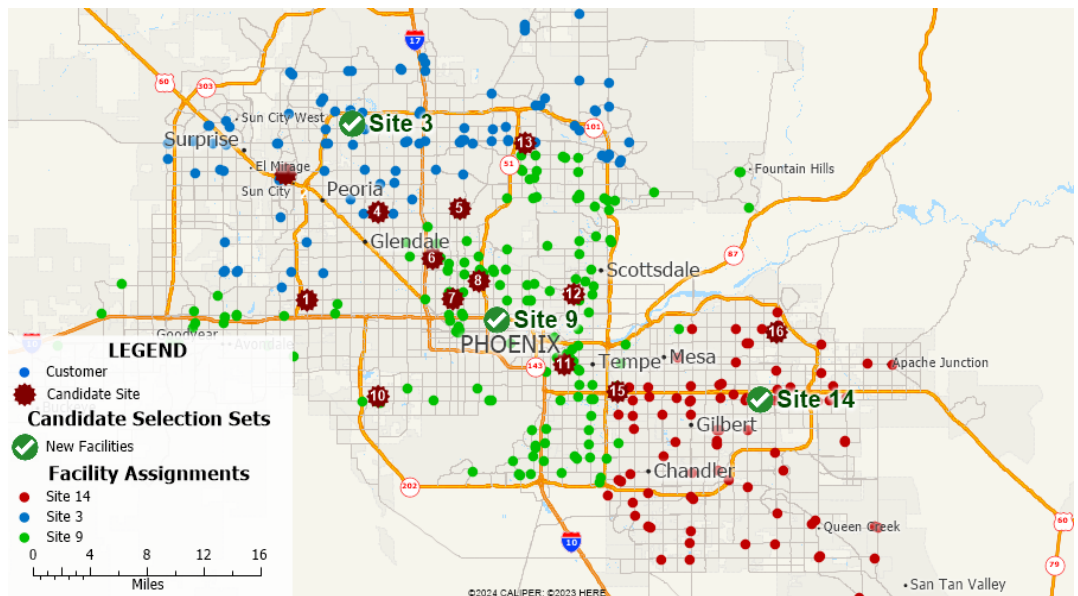 17
60
303
Sun City West
Site 3
101
Surprise
13
51
El Mirage
Fountain Hills
Sun City
Peoria
4
5
Glendale
67
6
Scottsdale
8
12
7
1
Site 9
16
10
Goodyear
PHOENIX
Avondale
Mesa
11
Tempe
143
Apache Junction
15
10
Site 14
Gilbert
Chandler
202
60
Queen Creek
10
79
San Tan Valley
LEGEND
Customer
Candidate Site
Candidate Selection Sets
New Facilities
Facility Assignments
Site 14
Site 3
Site 9
0 4 8 12 16
Miles
©2024 CALIPER; ©2023 HERE